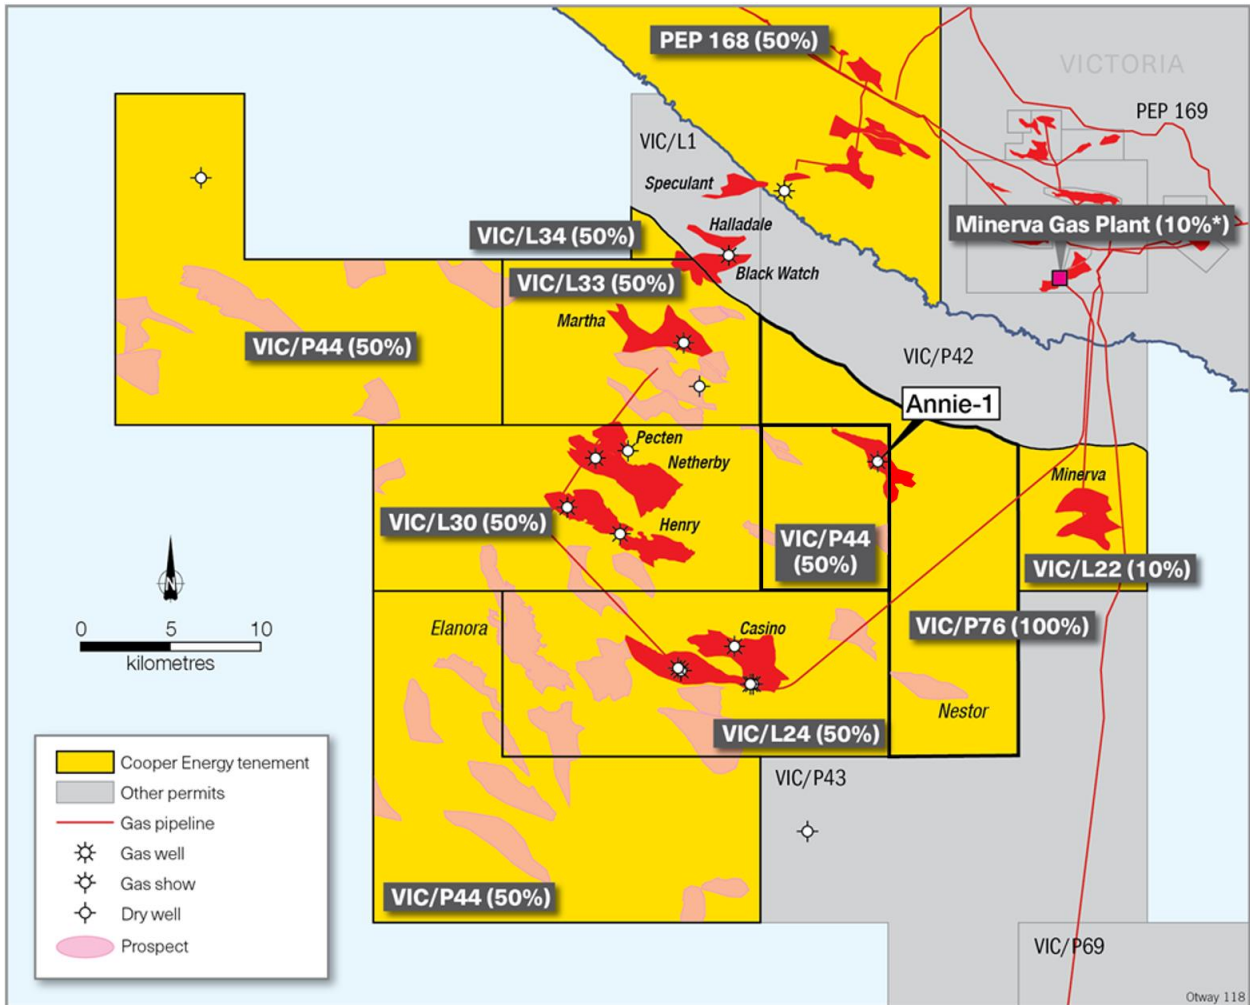 PEP 168 (50%)
VICTORIA
PEP 169
VIC/L1
Speculant
Minerva Gas Plant (10%*)
Halladale
VIC/L34 (50%)
Black Watch
VIC/L33 (50%)
Martha
VIC/P44 (50%)
VIC/P42
Annie-1
Pecten
Netherby
Minerva
VIC/L30 (50%)
Henry
VIC/P44
(50%)
VIC/L22 (10%)
N
0 5 10
kilometres
Elanora
Casino
VIC/P76 (100%)
Nestor
VIC/L24 (50%)
VIC/P43
Cooper Energy tenement
Other permits
Gas pipeline
Gas well
Gas show
Dry well
Prospect
VIC/P44 (50%)
VIC/P69
Otway 118